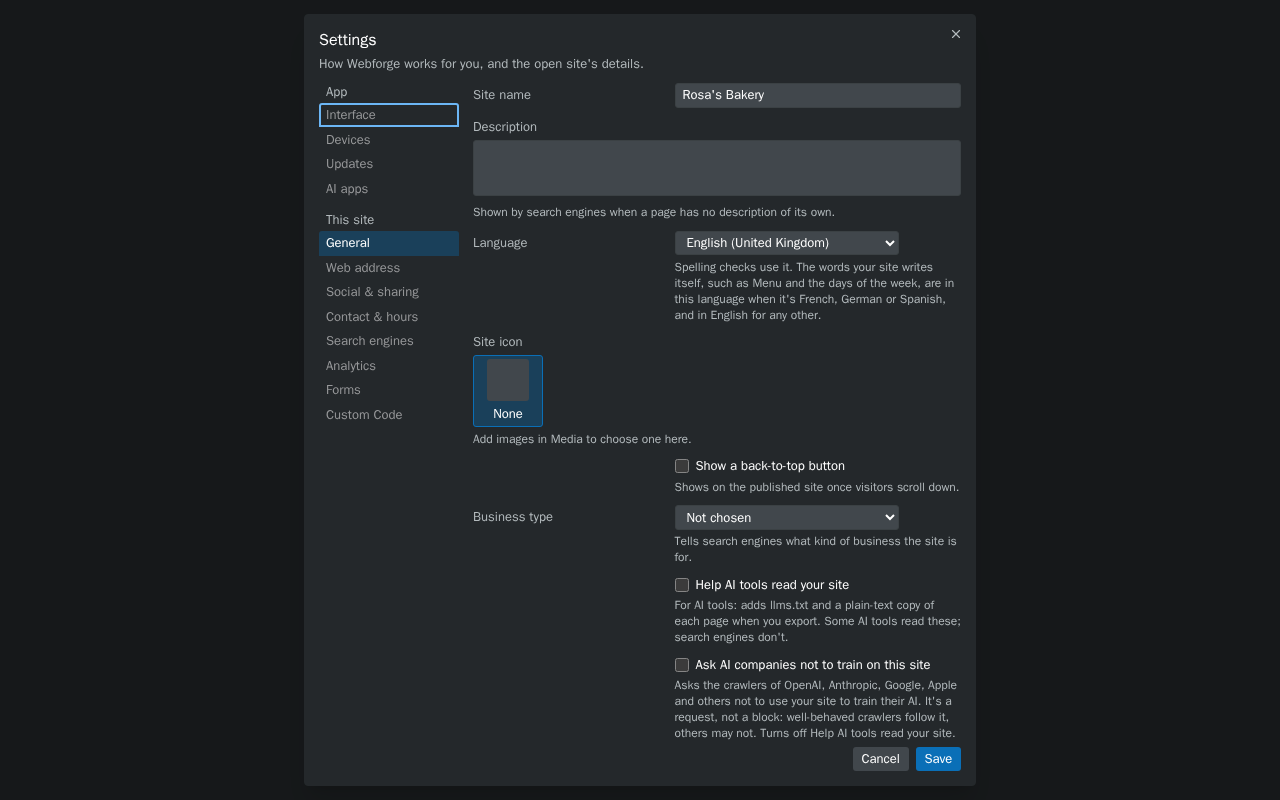 Settings
How Webforge works for you, and the open site's details.
App
Interface
Devices
Updates
AI apps
This site
General
Web address
Social & sharing
Contact & hours
Search engines
Analytics
Forms
Custom Code
Site name
Rosa's Bakery
Description
Shown by search engines when a page has no description of its own.
Language
English (United Kingdom)
Spelling checks use it. The words your site writes
itself, such as Menu and the days of the week, are in
this language when it's French, German or Spanish,
and in English for any other.
Site icon
None
Add images in Media to choose one here.
Show a back-to-top button
Shows on the published site once visitors scroll down.
Business type
Not chosen
Tells search engines what kind of business the site is
for.
Help AI tools read your site
For AI tools: adds llms.txt and a plain-text copy of
each page when you export. Some AI tools read these;
search engines don't.
Ask AI companies not to train on this site
Asks the crawlers of OpenAI, Anthropic, Google, Apple
and others not to use your site to train their AI. It's a
request, not a block: well-behaved crawlers follow it,
others may not. Turns off Help AI tools read your site.
Cancel
Save